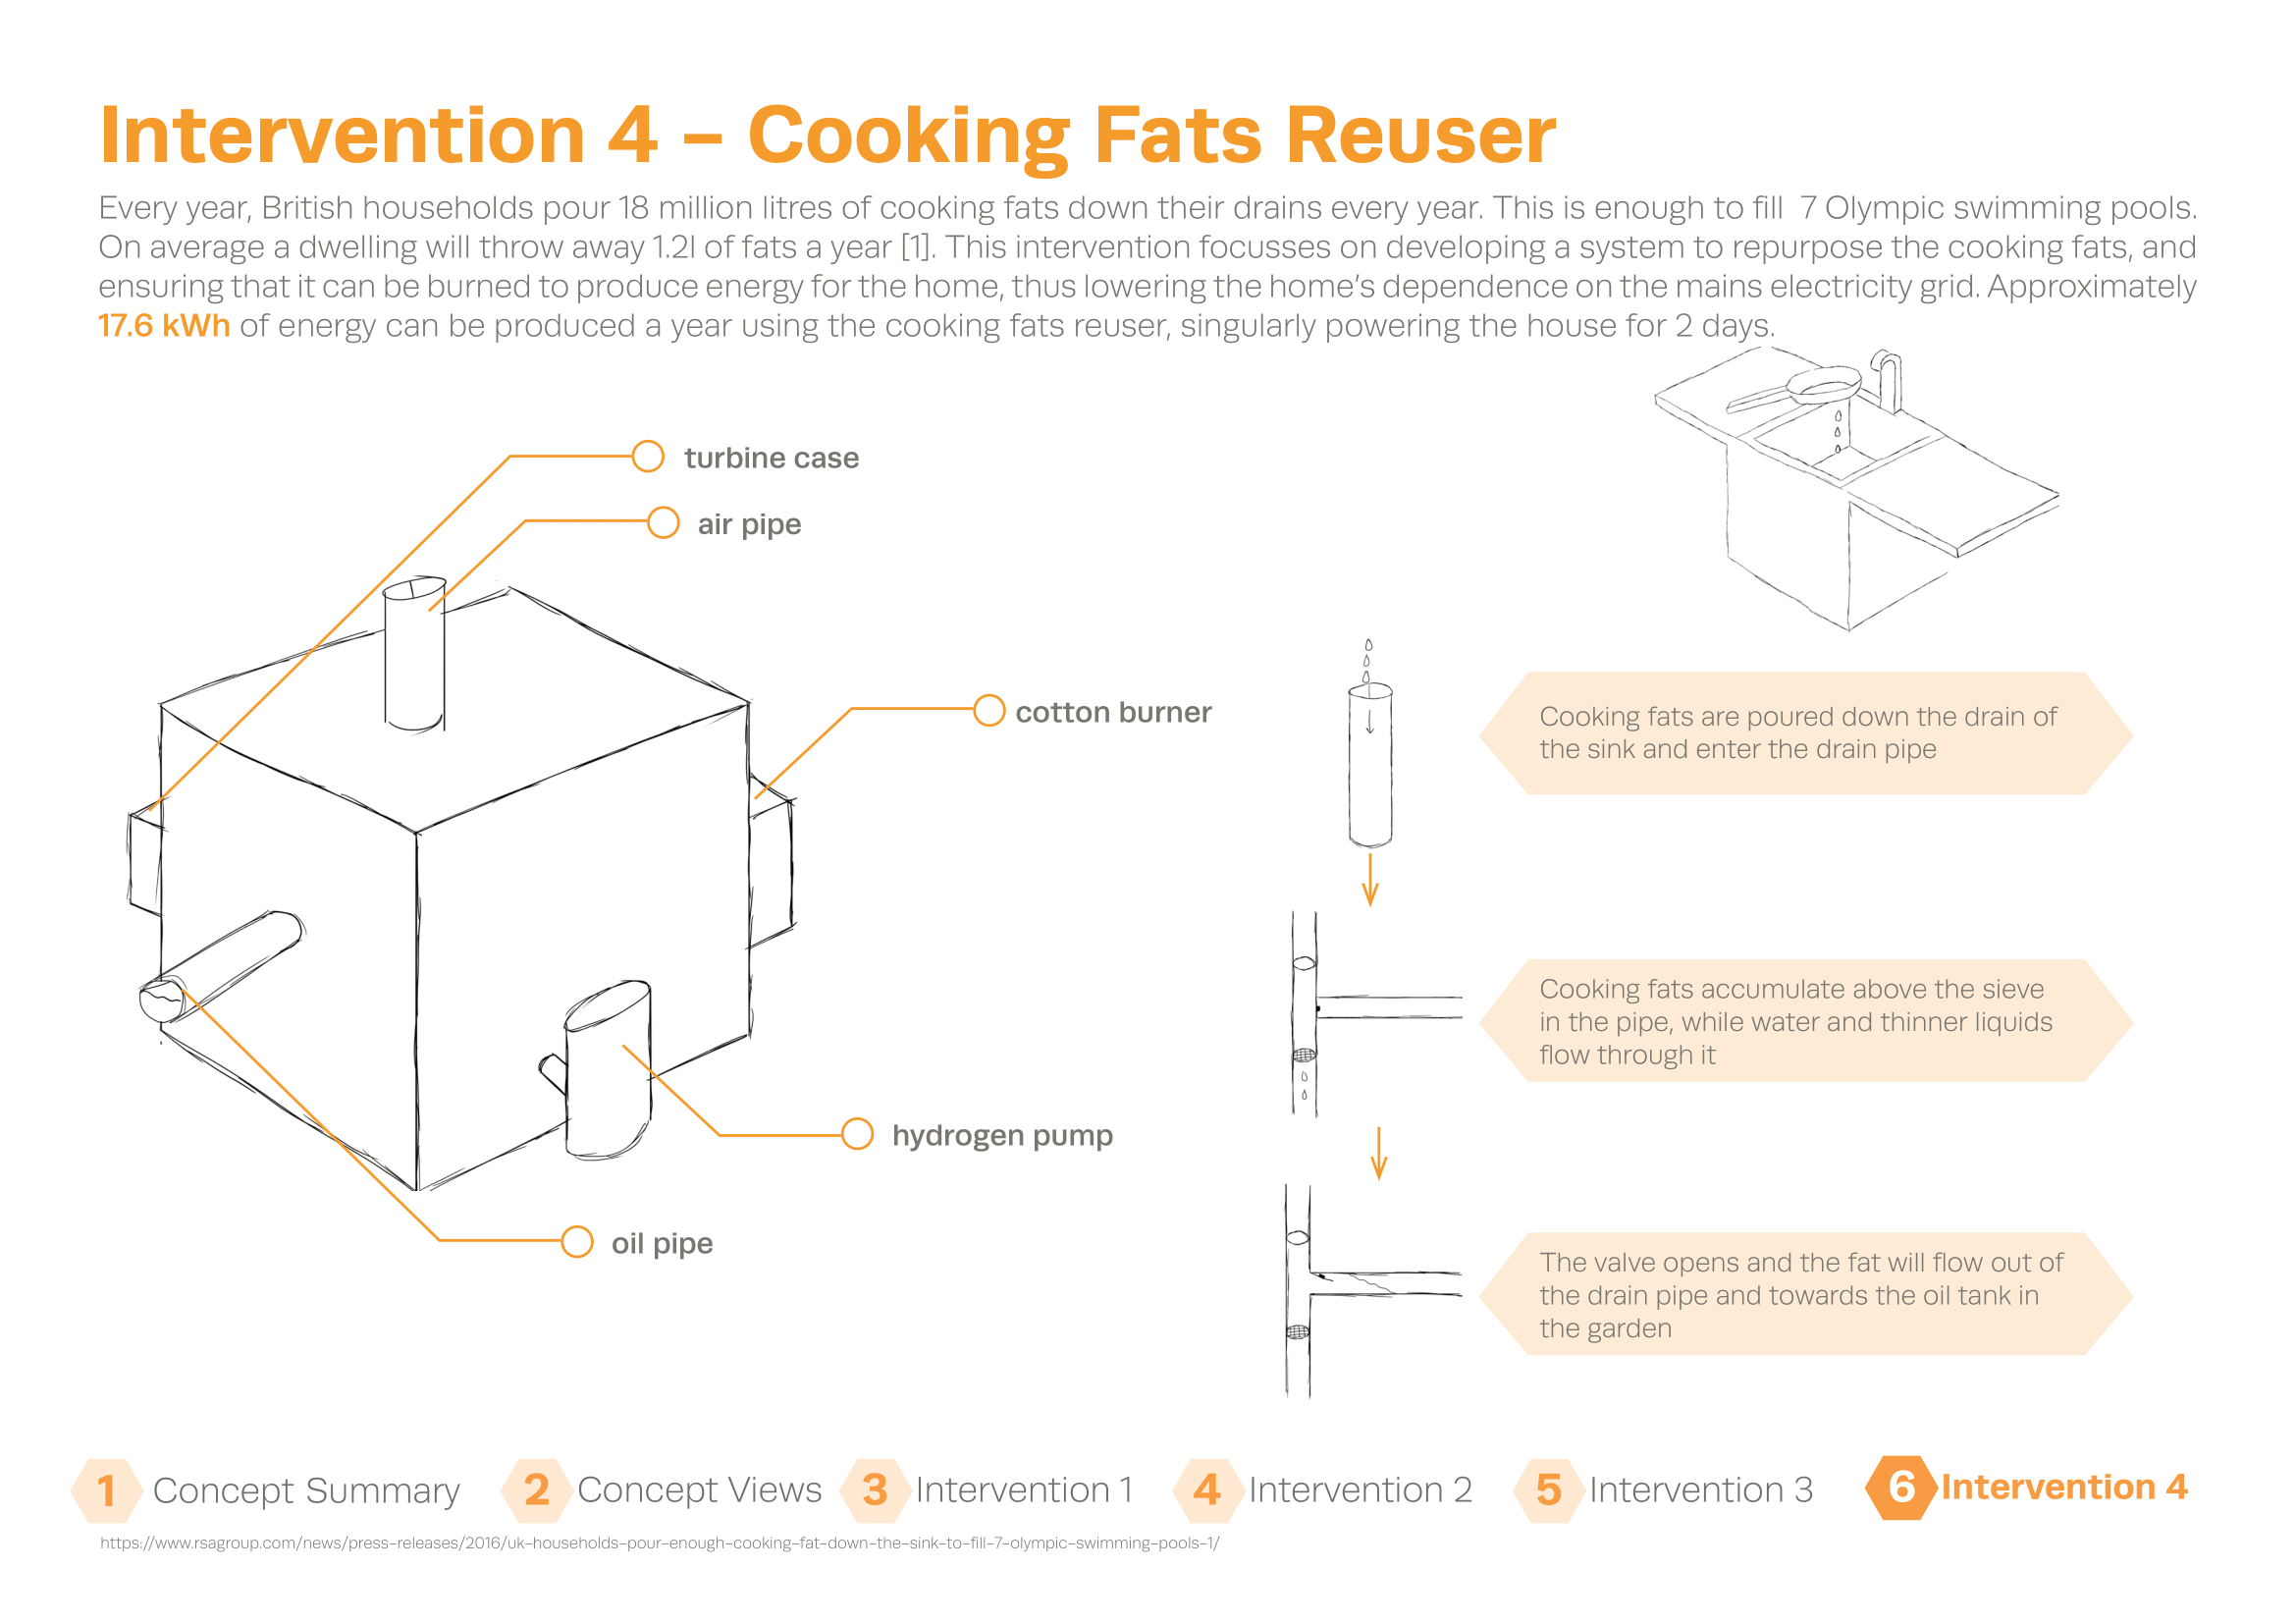 Intervention 4 – Cooking Fats Reuser
Every year, British households pour 18 million litres of cooking fats down their drains every year. This is enough to fill 7 Olympic swimming pools.
On average a dwelling will throw away 1.2l of fats a year [1]. This intervention focusses on developing a system to repurpose the cooking fats, and
ensuring that it can be burned to produce energy for the home, thus lowering the home's dependence on the mains electricity grid. Approximately
17.6 kWh of energy can be produced a year using the cooking fats reuser, singularly powering the house for 2 days.
turbine case
air pipe
cotton burner
hydrogen pump
oil pipe
Cooking fats are poured down the drain of
the sink and enter the drain pipe
Cooking fats accumulate above the sieve
in the pipe, while water and thinner liquids
flow through it
The valve opens and the fat will flow out of
the drain pipe and towards the oil tank in
the garden
1 Concept Summary
2 Concept Views
3 Intervention 1
4 Intervention 2
5 Intervention 3
6 Intervention 4
https://www.rsagroup.com/news/press-releases/2016/uk-households-pour-enough-cooking-fat-down-the-sink-to-fill-7-olympic-swimming-pools-1/